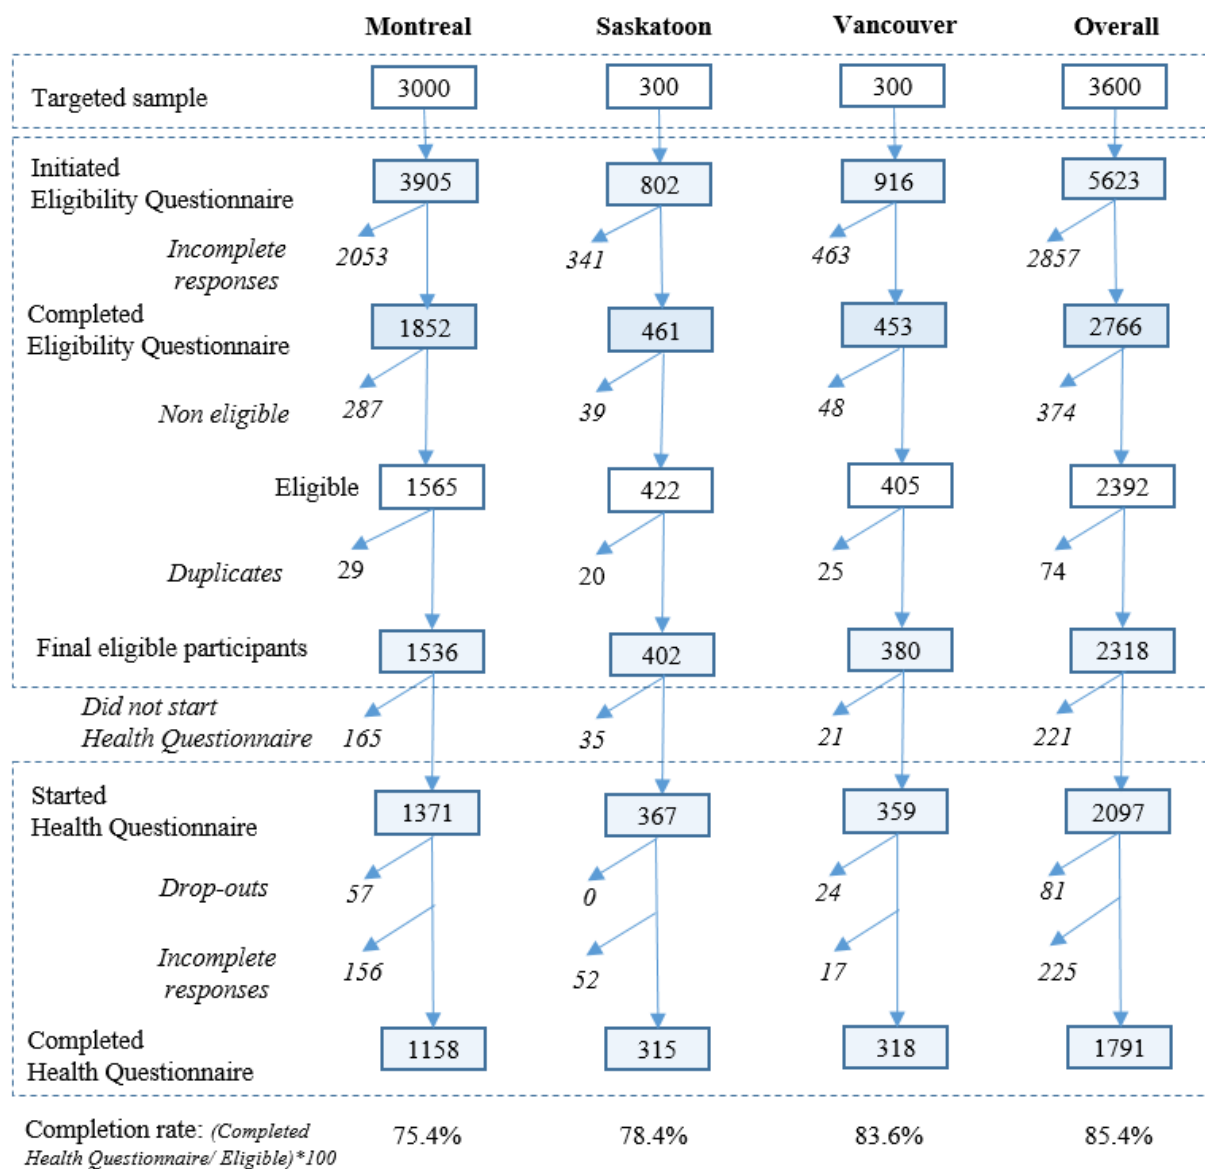 Montreal Saskatoon Vancouver Overall
Targeted sample 3000 300 300 3600
Initiated
Eligibility Questionnaire 3905 802 916 5623
Incomplete
responses 2053 341 463 2857
Completed
Eligibility Questionnaire 1852 461 453 2766
Non eligible 287 39 48 374
Eligible 1565 422 405 2392
Duplicates 29 20 25 74
Final eligible participants 1536 402 380 2318
Did not start
Health Questionnaire 165 35 21 221
Started
Health Questionnaire 1371 367 359 2097
Drop-outs 57 0 24 81
Incomplete
responses 156 52 17 225
Completed
Health Questionnaire 1158 315 318 1791
Completion rate: (Completed 75.4% 78.4% 83.6% 85.4%
Health Questionnaire/ Eligible)*100